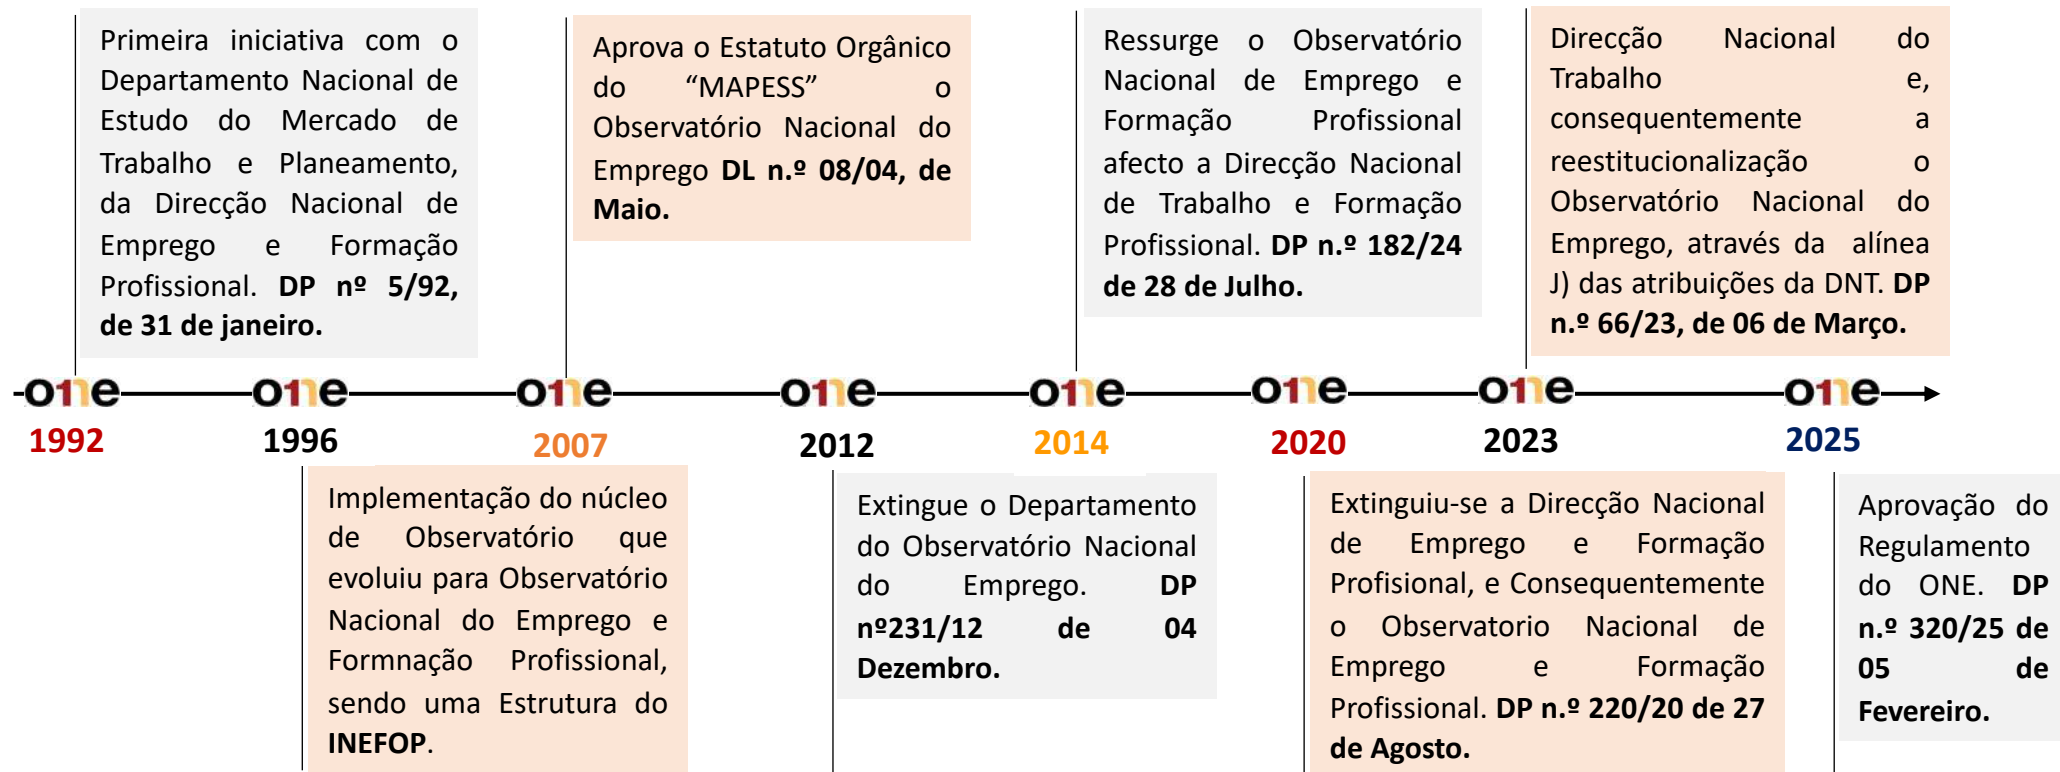 Primeira iniciativa com o
Departamento Nacional de
Estudo do Mercado de
Trabalho e Planeamento,
da Direcção Nacional de
Emprego e Formação
Profissional. DP nº 5/92,
de 31 de janeiro.
Aprova o Estatuto Orgânico
do “MAPESS” o
Observatório Nacional do
Emprego DL n.º 08/04, de
Maio.
Ressurge o Observatório
Nacional de Emprego e
Formação Profissional
afecto a Direcção Nacional
de Trabalho e Formação
Profissional. DP n.º 182/24
de 28 de Julho.
Direcção Nacional do
Trabalho e,
consequentemente a
reestitucionalização o
Observatório Nacional do
Emprego, através da alínea
J) das atribuições da DNT. DP
n.º 66/23, de 06 de Março.
one one one one one one one one
1992 1996 2007 2012 2014 2020 2023 2025
Implementação do núcleo
de Observatório que
evoluiu para Observatório
Nacional do Emprego e
Formnação Profissional,
sendo uma Estrutura do
INEFOP.
Extingue o Departamento
do Observatório Nacional
do Emprego. DP
nº231/12 de 04
Dezembro.
Extinguiu-se a Direcção Nacional
de Emprego e Formação
Profisional, e Consequentemente
o Observatorio Nacional de
Emprego e Formação
Profissional. DP n.º 220/20 de 27
de Agosto.
Aprovação do
Regulamento
do ONE. DP
n.º 320/25 de
05 de
Fevereiro.